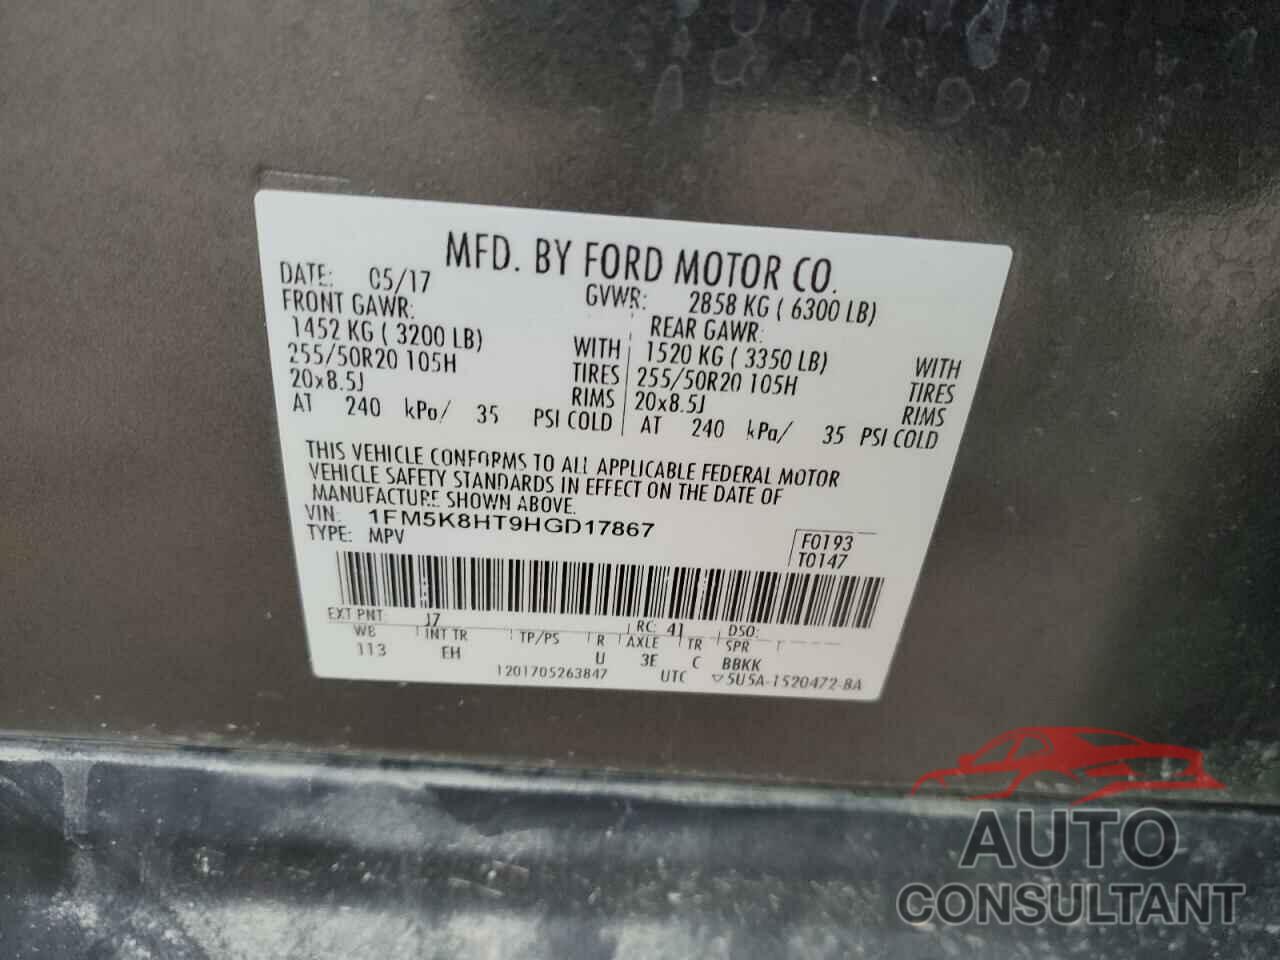 MFD. BY FORD MOTOR CO.
DATE: 05/17
GVWR: 2858 KG ( 6300 LB)
FRONT GAWR:
1452 KG ( 3200 LB) WITH
255/50R20 105H TIRES
20x8.5J RIMS
AT 240 kPa/ 35 PSI COLD
REAR GAWR:
1520 KG ( 3350 LB) WITH
255/50R20 105H TIRES
20x8.5J RIMS
AT 240 kPa/ 35 PSI COLD
THIS VEHICLE CONFORMS TO ALL APPLICABLE FEDERAL MOTOR
VEHICLE SAFETY STANDARDS IN EFFECT ON THE DATE OF
MANUFACTURE SHOWN ABOVE.
VIN: 1FM5K8HT9HGD17867
TYPE: MPV
F0193
T0147
EXT PNT: J7 RC: 41 DSO:
WB INT TR TP/PS R AXLE TR SPR
113 EH U 3E C BBKK
1201705263847 UTC ▽5U5A-1520472-BA
AUTO
CONSULTANT